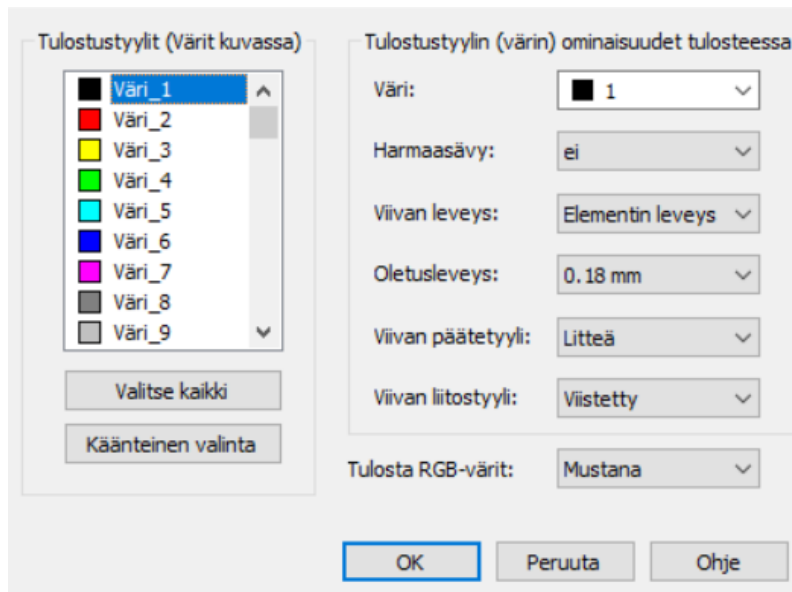 Tulostustyylit (Värit kuvassa)
Väri_1
Väri_2
Väri_3
Väri_4
Väri_5
Väri_6
Väri_7
Väri_8
Väri_9
Valitse kaikki
Käänteinen valinta
Tulostustyylin (värin) ominaisuudet tulosteessa
Väri: 1
Harmaasävy: ei
Viivan leveys: Elementin leveys
Oletusleveys: 0.18 mm
Viivan päätetyyli: Litteä
Viivan liitostyyli: Viistetty
Tulosta RGB-värit: Mustana
OK Peruuta Ohje